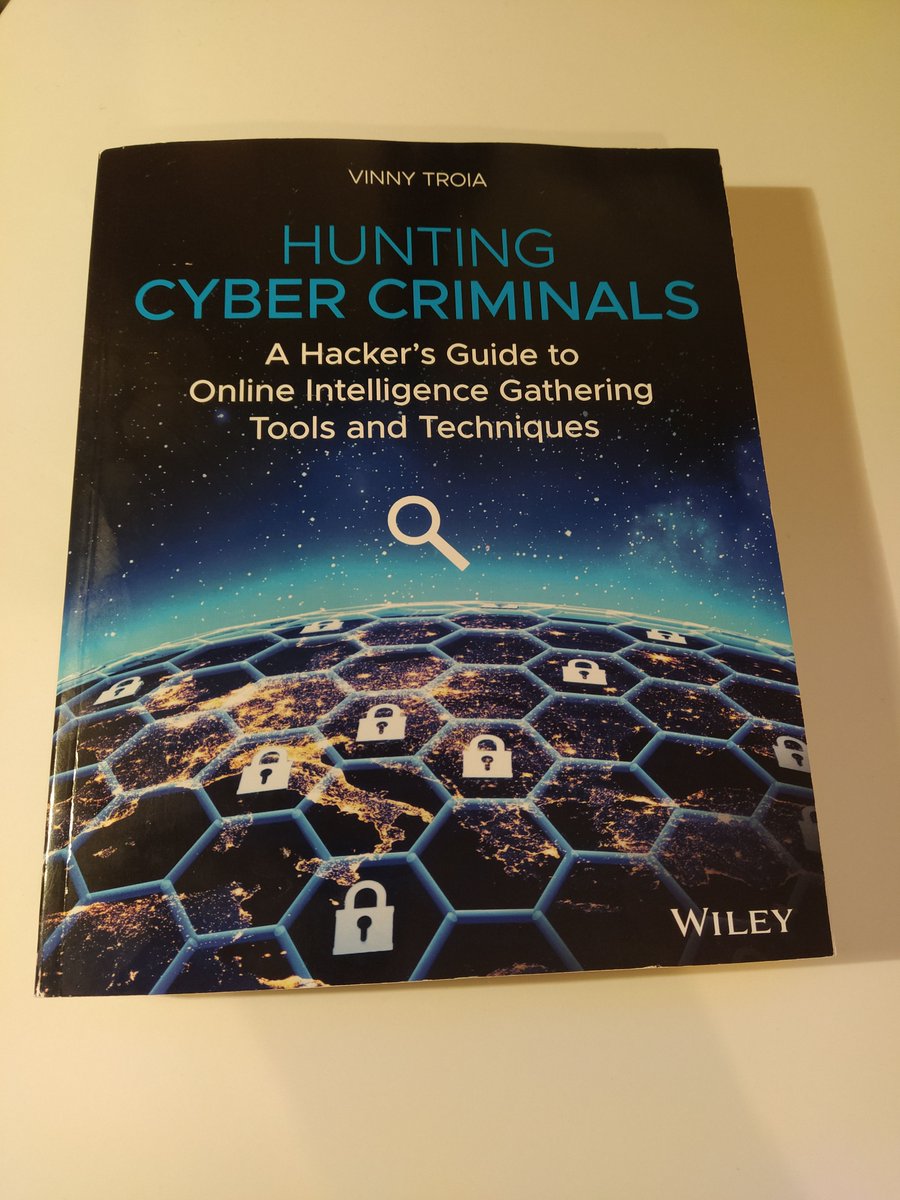 VINNY TROIA
HUNTING
CYBER CRIMINALS
A Hacker's Guide to
Online Intelligence Gathering
Tools and Techniques
WILEY